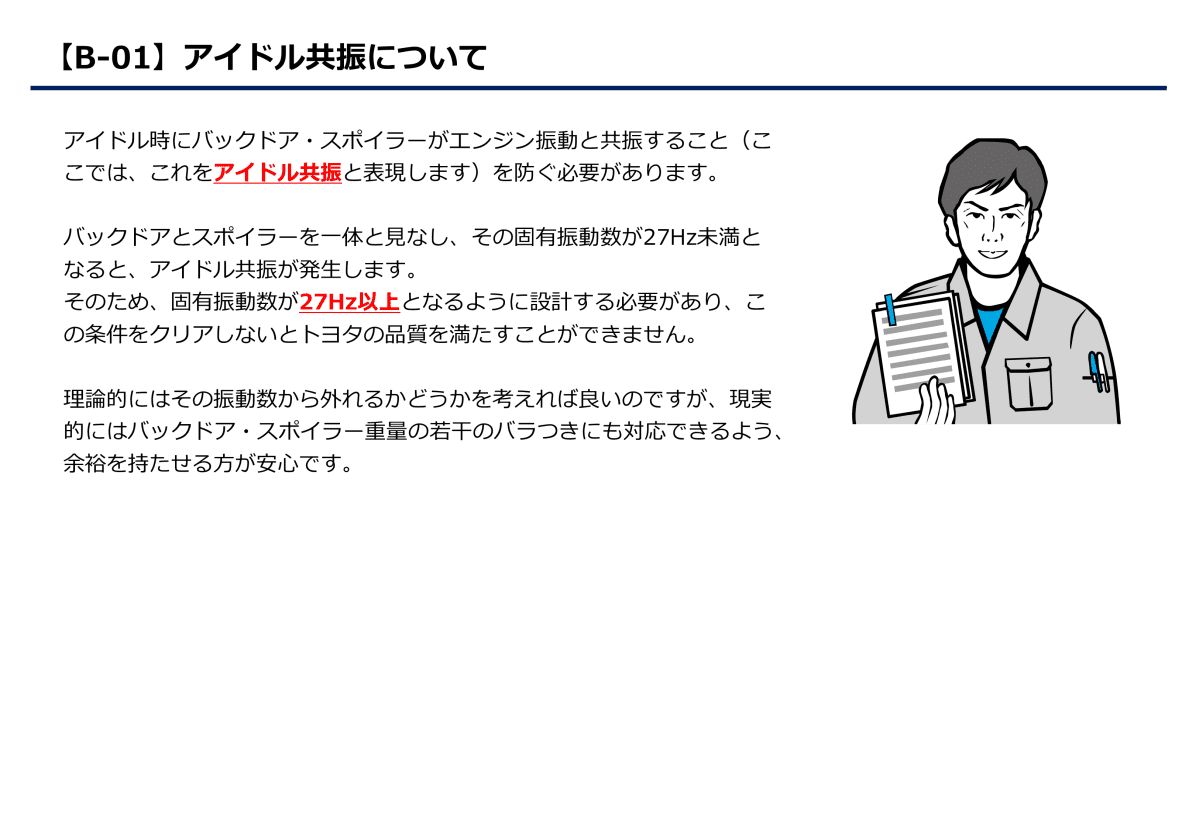 【B-01】アイドル共振について
アイドル時にバックドア・スポイラーがエンジン振動と共振すること（こ
こでは、これをアイドル共振と表現します）を防ぐ必要があります。
バックドアとスポイラーを一体と見なし、その固有振動数が27Hz未満と
なると、アイドル共振が発生します。
そのため、固有振動数が27Hz以上となるように設計する必要があり、こ
の条件をクリアしないとトヨタの品質を満たすことができません。
理論的にはその振動数から外れるかどうかを考えれば良いのですが、現実
的にはバックドア・スポイラー重量の若干のバラつきにも対応できるよう、
余裕を持たせる方が安心です。